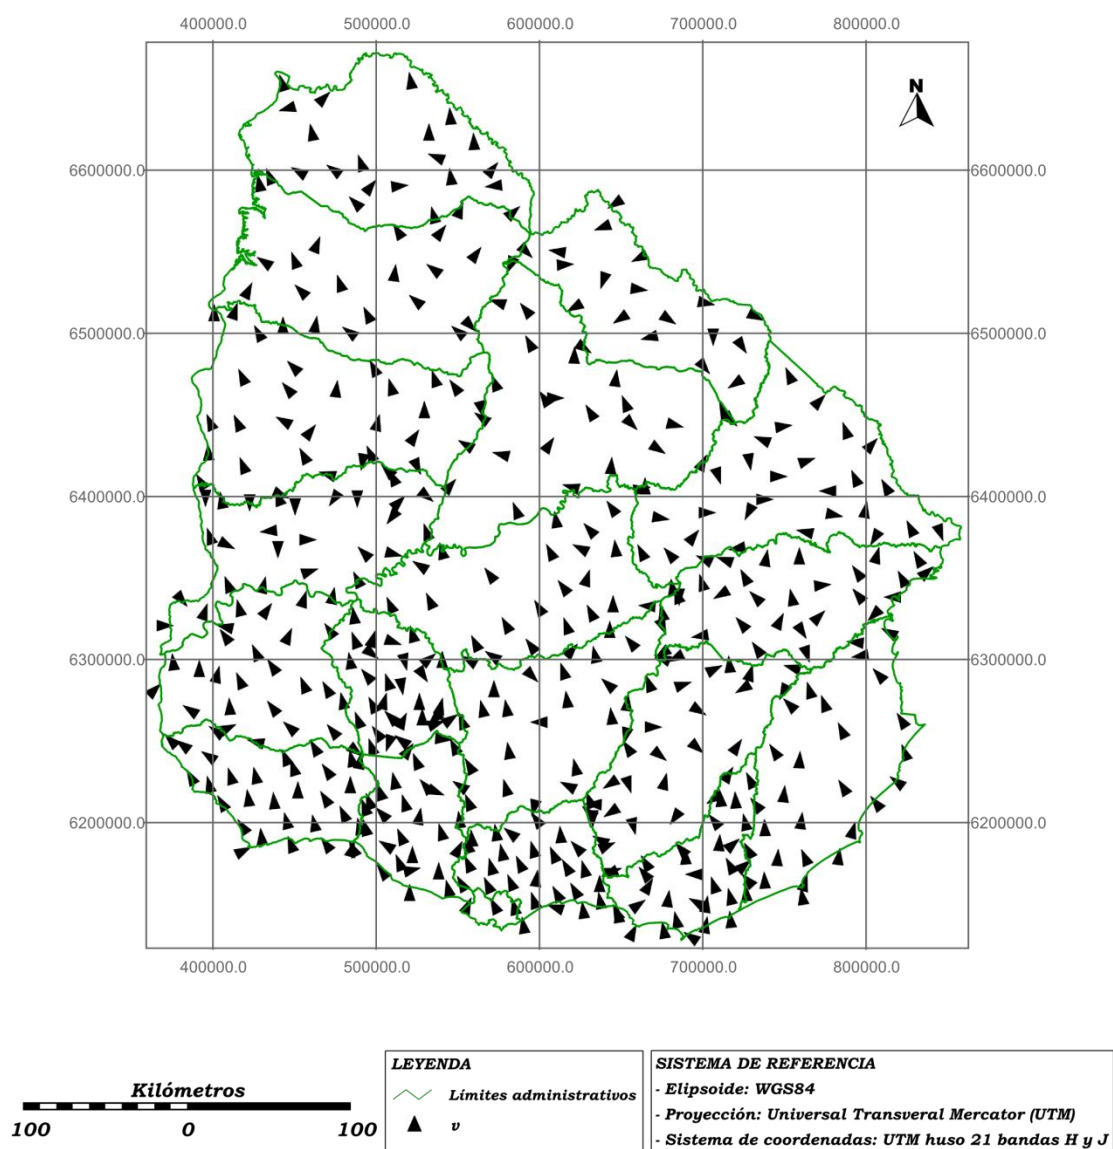 400000.0 500000.0 600000.0 700000.0 800000.0
N
6600000.0 6600000.0
6500000.0 6500000.0
6400000.0 6400000.0
6300000.0 6300000.0
6200000.0 6200000.0
400000.0 500000.0 600000.0 700000.0 800000.0
Kilómetros
100 0 100
LEYENDA
Límites administrativos
v
SISTEMA DE REFERENCIA
- Elipsoide: WGS84
- Proyección: Universal Transveral Mercator (UTM)
- Sistema de coordenadas: UTM huso 21 bandas H y J